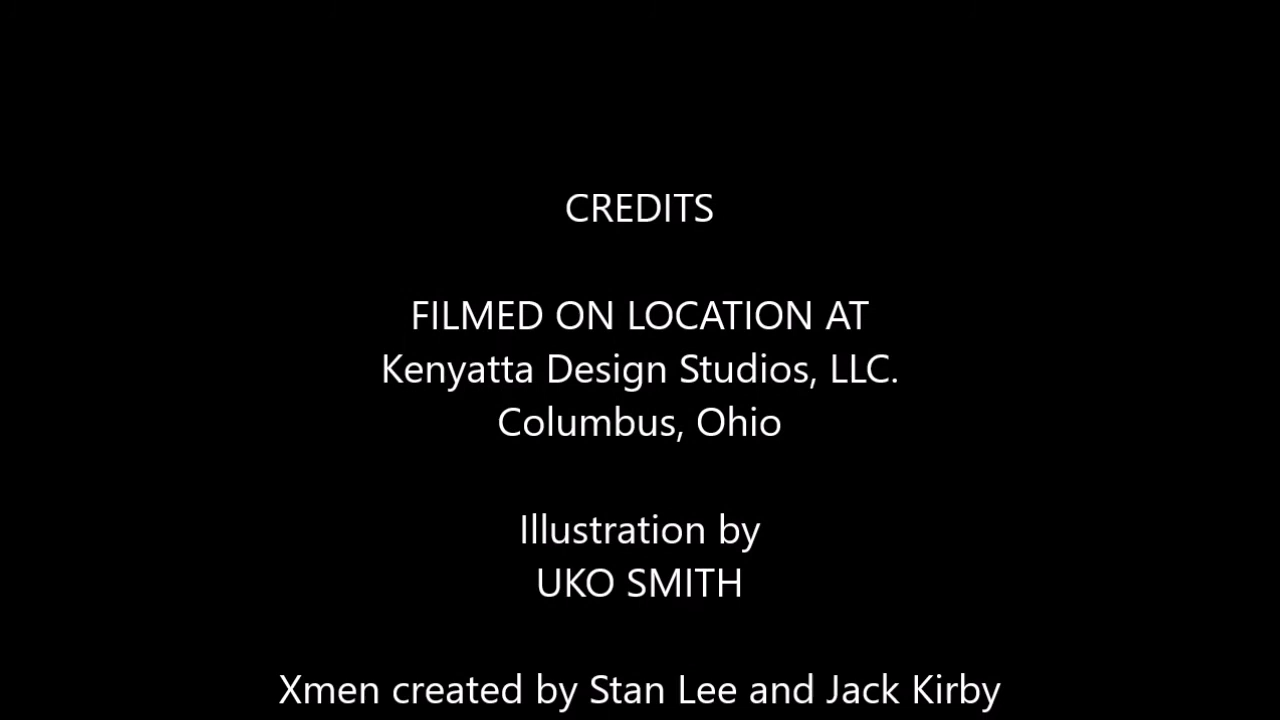 CREDITS
FILMED ON LOCATION AT
Kenyatta Design Studios, LLC.
Columbus, Ohio
Illustration by
UKO SMITH
Xmen created by Stan Lee and Jack Kirby